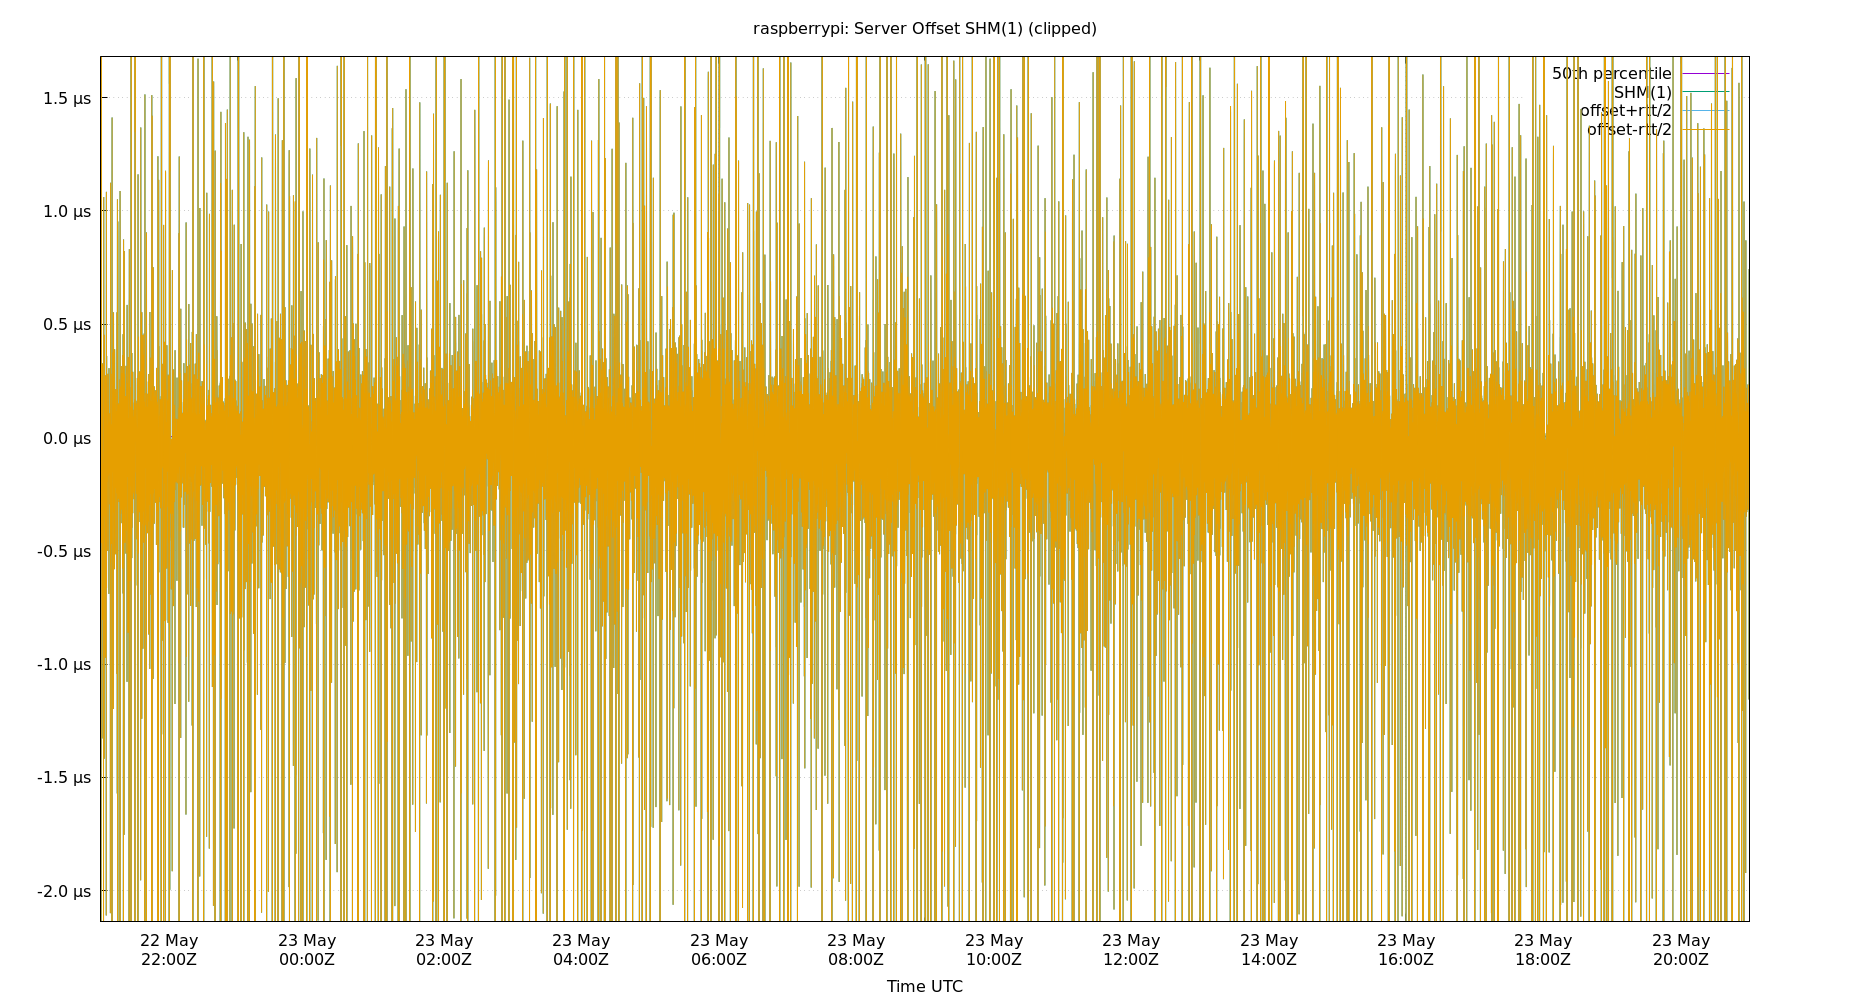 raspberrypi: Server Offset SHM(1) (clipped)
50th percentile
SHM(1)
offset+rtt/2
offset-rtt/2
1.5 µs
1.0 µs
0.5 µs
0.0 µs
-0.5 µs
-1.0 µs
-1.5 µs
-2.0 µs
22 May 23 May 23 May 23 May 23 May 23 May 23 May 23 May 23 May 23 May 23 May 23 May
22:00Z 00:00Z 02:00Z 04:00Z 06:00Z 08:00Z 10:00Z 12:00Z 14:00Z 16:00Z 18:00Z 20:00Z
Time UTC